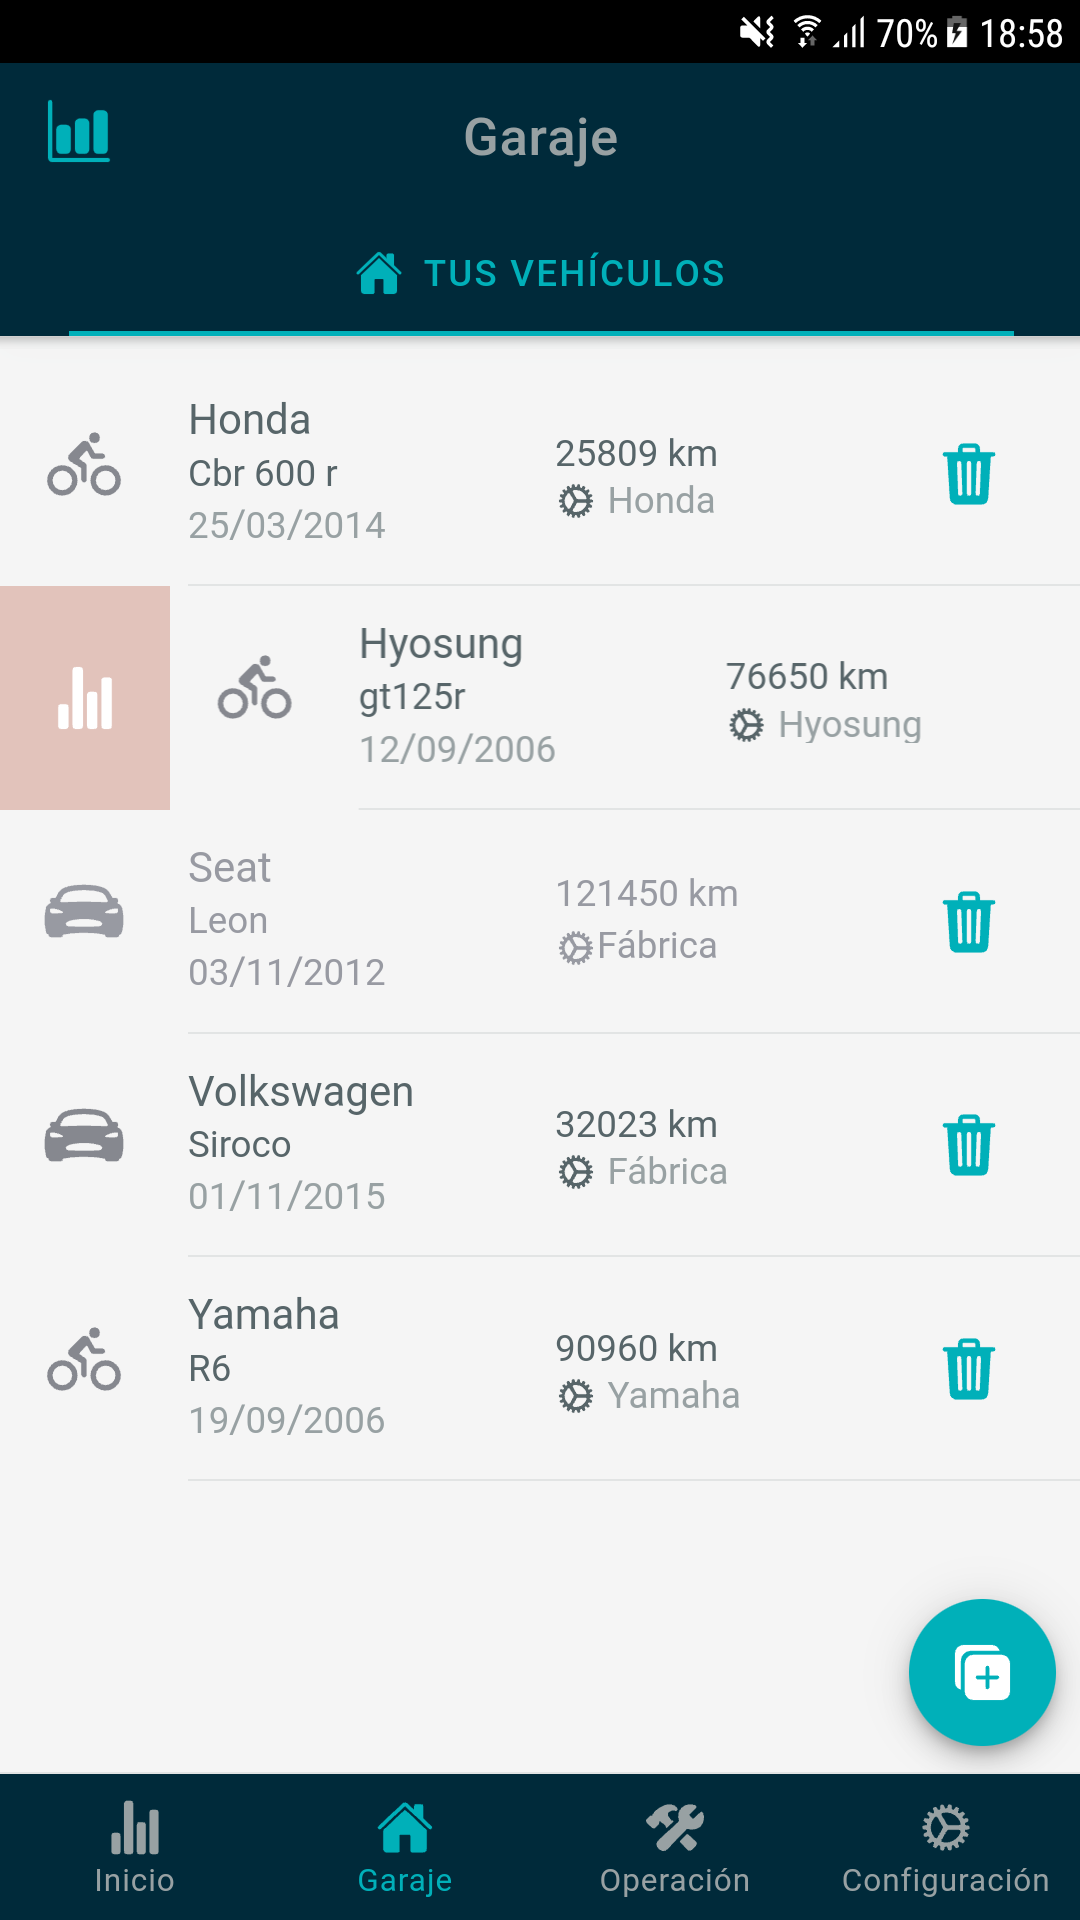 70% 18:58
Garaje
TUS VEHÍCULOS
Honda
Cbr 600 r
25/03/2014
25809 km
Honda
Hyosung
gt125r
12/09/2006
76650 km
Hyosung
Seat
Leon
03/11/2012
121450 km
Fábrica
Volkswagen
Siroco
01/11/2015
32023 km
Fábrica
Yamaha
R6
19/09/2006
90960 km
Yamaha
Inicio
Garaje
Operación
Configuración